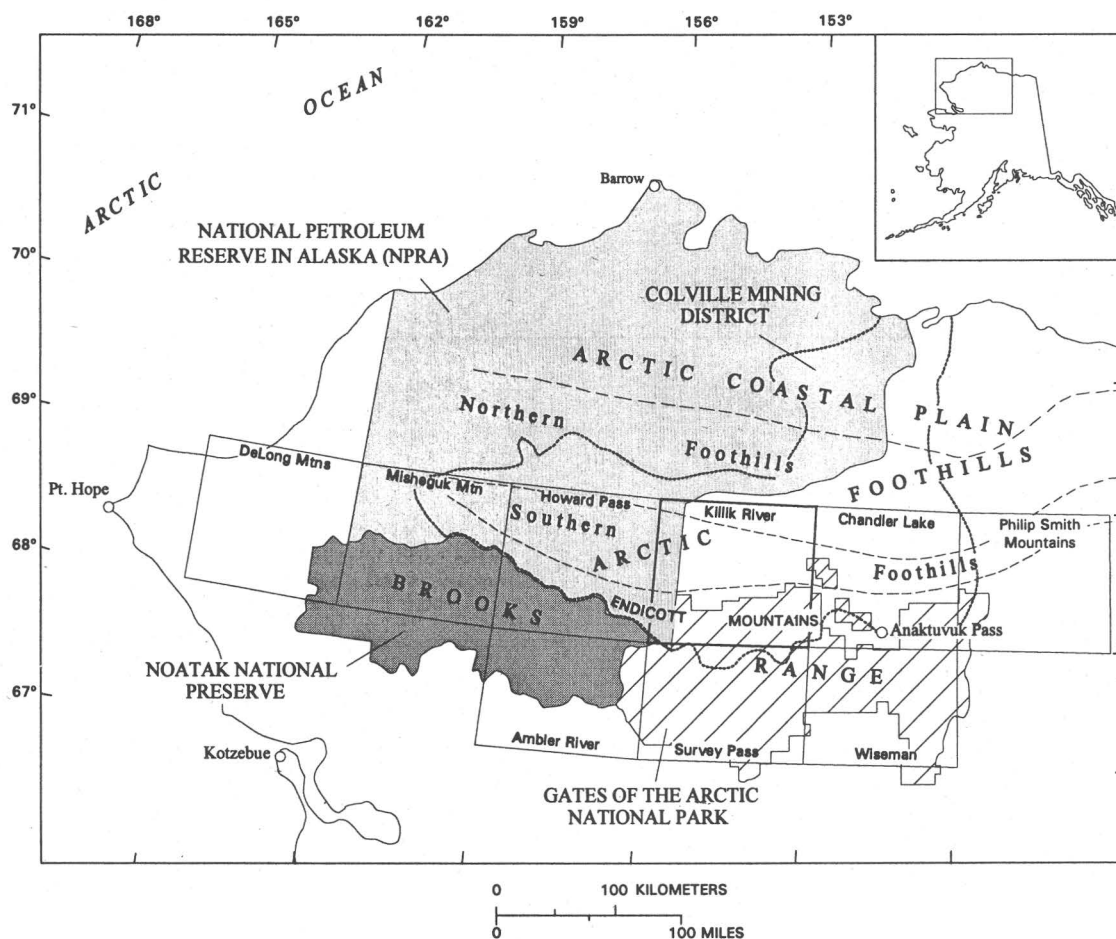 168° 165° 162° 159° 156° 153°
71°
70°
69°
68°
67°
ARCTIC OCEAN
Barrow
NATIONAL PETROLEUM
RESERVE IN ALASKA (NPRA)
COLVILLE MINING
DISTRICT
ARCTIC COASTAL PLAIN
Northern
Foothills
FOOTHILLS
DeLong Mtns
Misheguk Mtn
Howard Pass
Killik River
Chandler Lake
Philip Smith
Mountains
Pt. Hope
Southern
ARCTIC
Foothills
BROOKS
ENDICOTT
MOUNTAINS
Anaktuvuk Pass
RANGE
NOATAK NATIONAL
PRESERVE
Ambler River
Survey Pass
Wiseman
Kotzebue
GATES OF THE ARCTIC
NATIONAL PARK
0 100 KILOMETERS
0 100 MILES